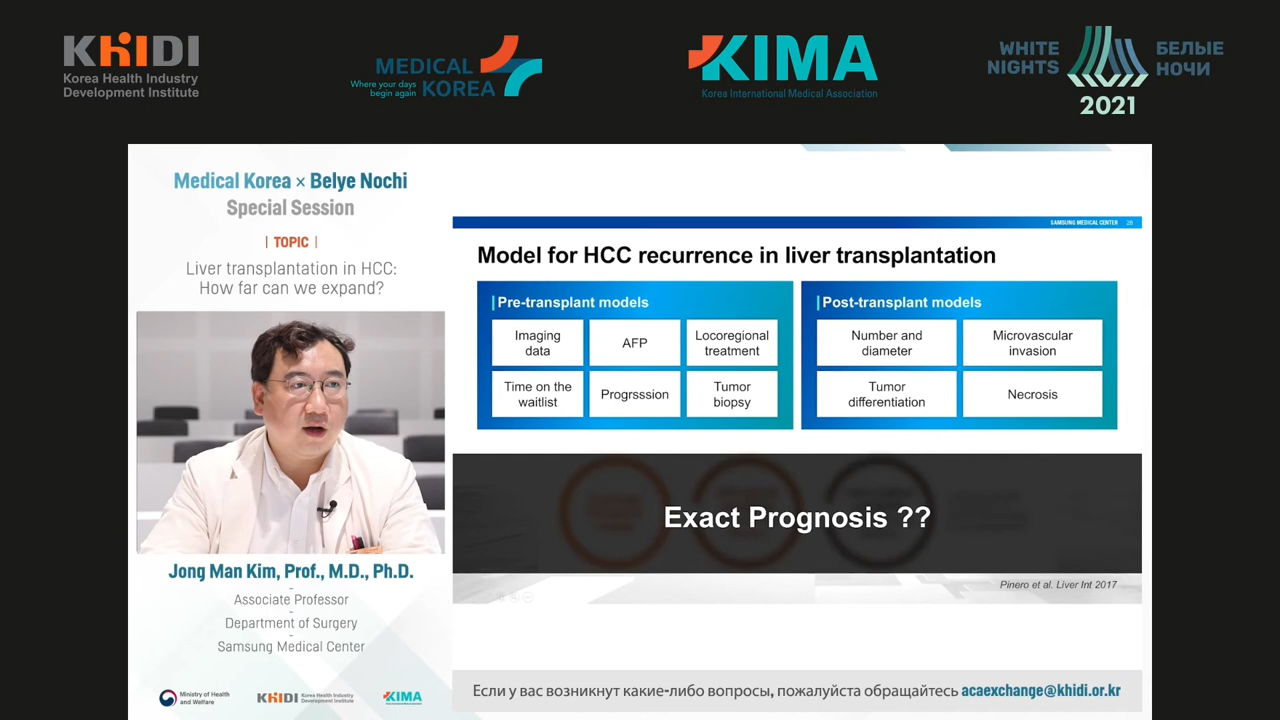 KHIDI
Korea Health Industry
Development Institute
MEDICAL
KOREA
Where your days
begin again
KIMA
Korea International Medical Association
WHITE
NIGHTS
БЕЛЫЕ
НОЧИ
2021
Medical Korea × Belye Nochi
Special Session
| TOPIC |
Liver transplantation in HCC:
How far can we expand?
Jong Man Kim, Prof., M.D., Ph.D.
Associate Professor
Department of Surgery
Samsung Medical Center
Ministry of Health
and Welfare
KHIDI
Korea Health Industry
Development Institute
KIMA
SAMSUNG MEDICAL CENTER
Model for HCC recurrence in liver transplantation
Pre-transplant models
Imaging
data
AFP
Locoregional
treatment
Time on the
waitlist
Progrsssion
Tumor
biopsy
Post-transplant models
Number and
diameter
Microvascular
invasion
Tumor
differentiation
Necrosis
Exact Prognosis ??
Pinero et al. Liver Int 2017
Если у вас возникнут какие-либо вопросы, пожалуйста обращайтесь acaexchange@khidi.or.kr